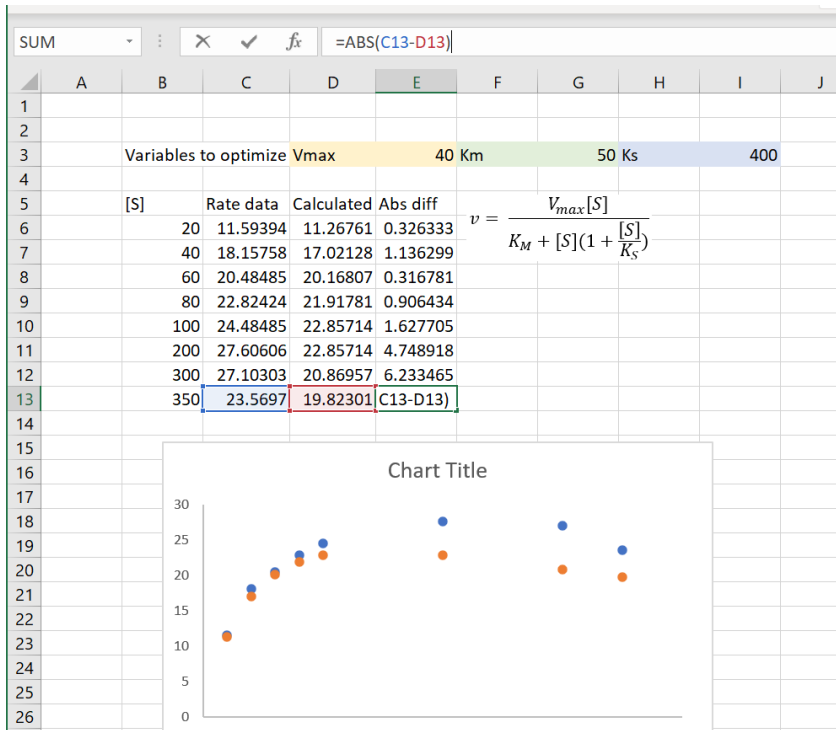 SUM fx =ABS(C13-D13)
A B C D E F G H I J
1
2
3 Variables to optimize Vmax 40 Km 50 Ks 400
4
5 [S] Rate data Calculated Abs diff
6 20 11.59394 11.26761 0.326333
7 40 18.15758 17.02128 1.136299
8 60 20.48485 20.16807 0.316781
9 80 22.82424 21.91781 0.906434
10 100 24.48485 22.85714 1.627705
11 200 27.60606 22.85714 4.748918
12 300 27.10303 20.86957 6.233465
13 350 23.5697 19.82301 C13-D13)
v = Vmax[S]
KM + [S](1 + [S]/KS)
14
15
16
17
18
19
20
21
22
23
24
25
26
Chart Title
30
25
20
15
10
5
0